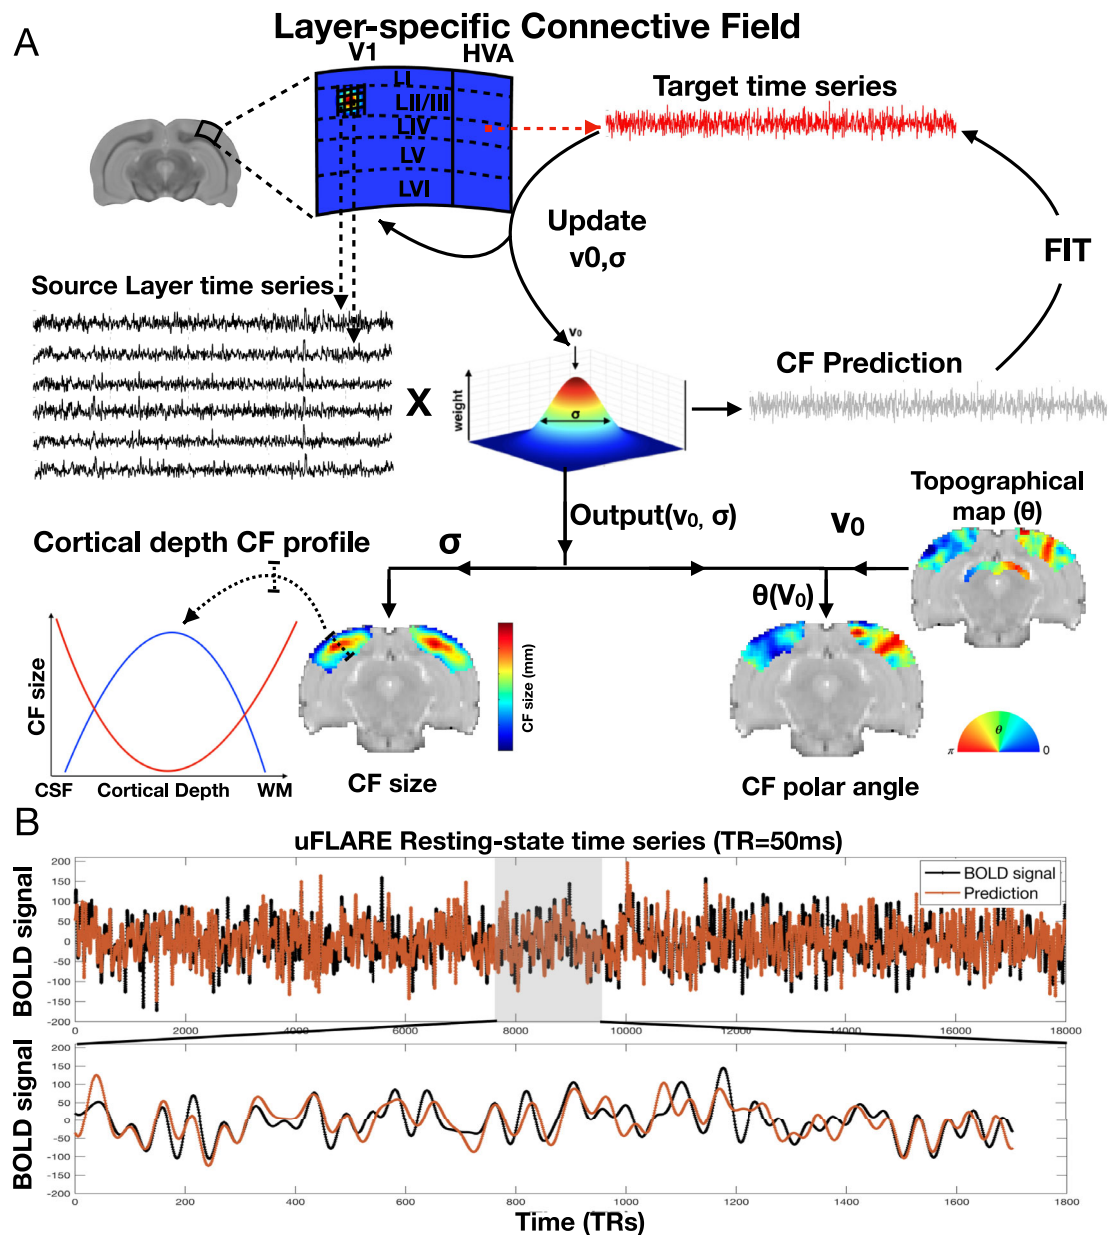 A
Layer-specific Connective Field
V1
HVA
LI
LII/III
LIV
LV
LVI
Target time series
Update
v0,σ
FIT
Source Layer time series
X
v₀
weight
σ
CF Prediction
Output(v₀, σ)
Topographical
map (θ)
σ
v₀
θ(V₀)
Cortical depth CF profile
CF size
CSF
Cortical Depth
WM
CF size (mm)
CF size
θ
π
0
CF polar angle
B
uFLARE Resting-state time series (TR=50ms)
BOLD signal
200
150
100
50
0
-50
-100
-150
-200
BOLD signal
Prediction
0
2000
4000
6000
8000
10000
12000
14000
16000
18000
BOLD signal
200
150
100
50
0
-50
-100
-150
-200
0
200
400
600
800
1000
1200
1400
1600
1800
Time (TRs)